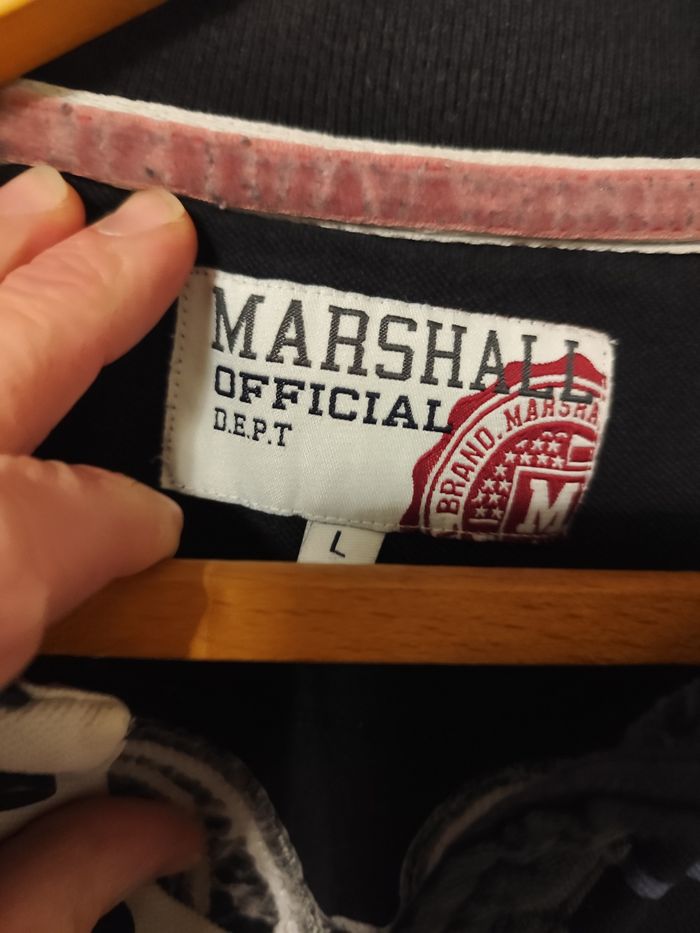 MARSHALL
OFFICIAL
D.E.P.T
BRAND. MARSHA
M
L